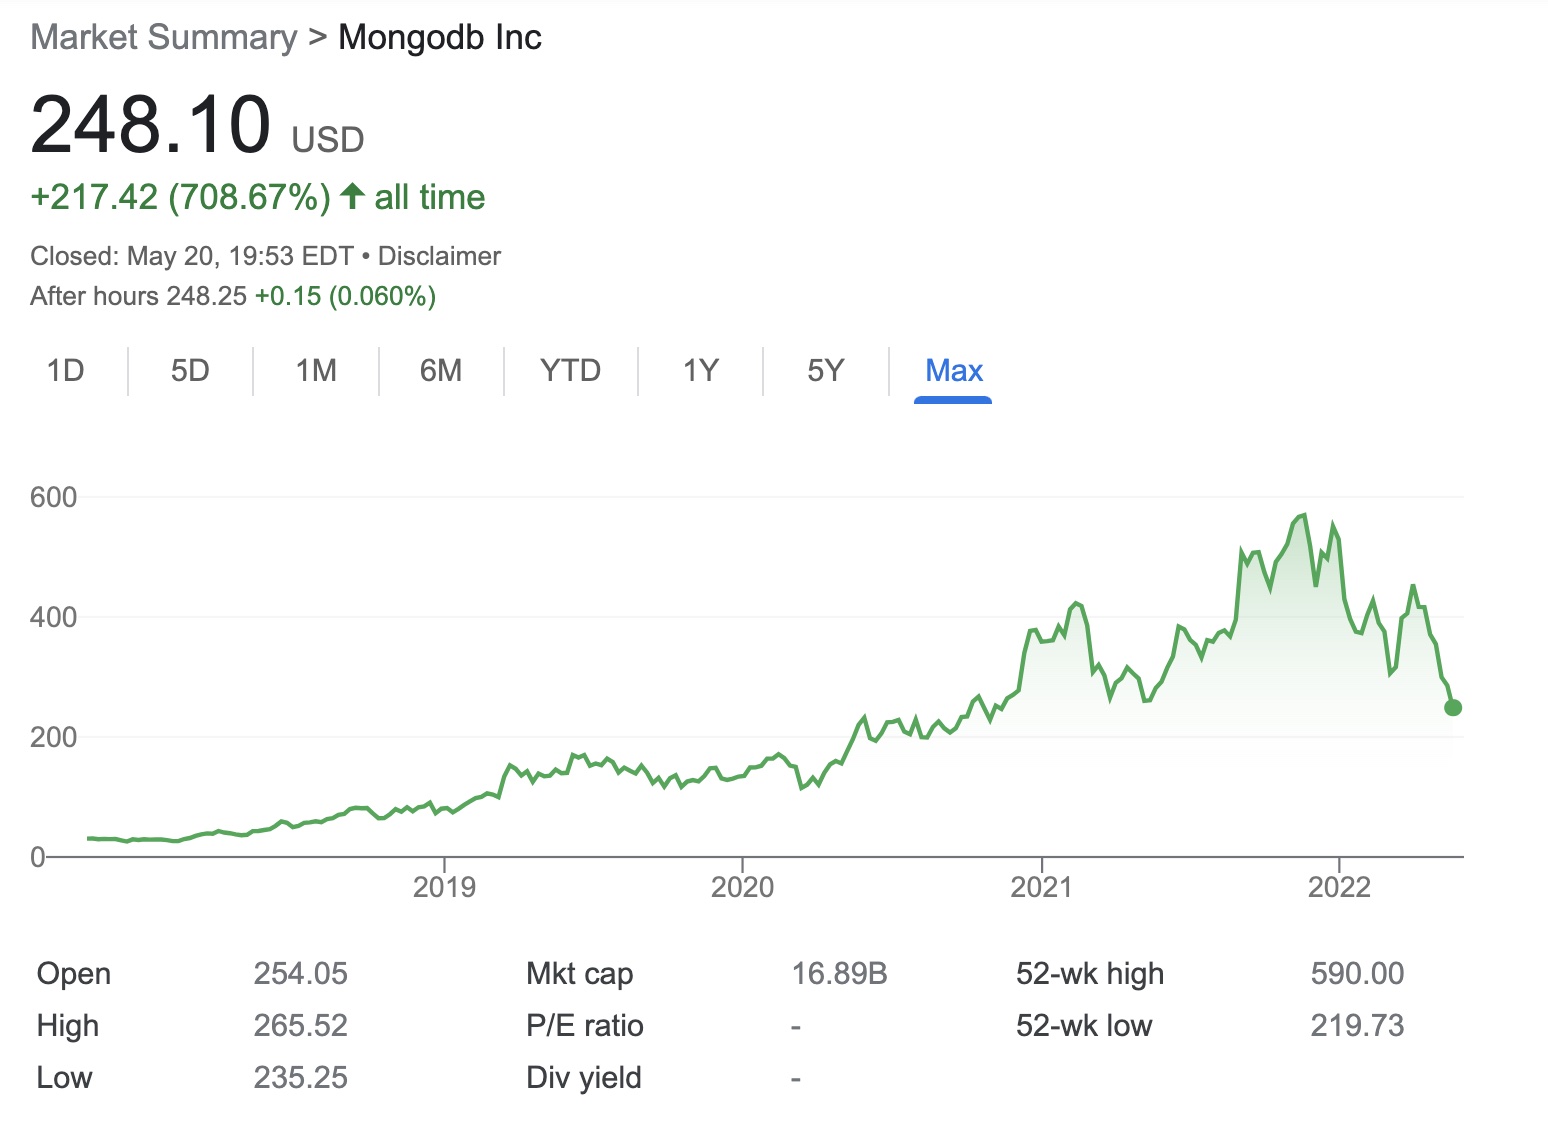 Market Summary > Mongodb Inc
248.10 USD
+217.42 (708.67%) ↑ all time
Closed: May 20, 19:53 EDT • Disclaimer
After hours 248.25 +0.15 (0.060%)
1D 5D 1M 6M YTD 1Y 5Y Max
600
400
200
0
2019 2020 2021 2022
Open 254.05 Mkt cap 16.89B 52-wk high 590.00
High 265.52 P/E ratio - 52-wk low 219.73
Low 235.25 Div yield -